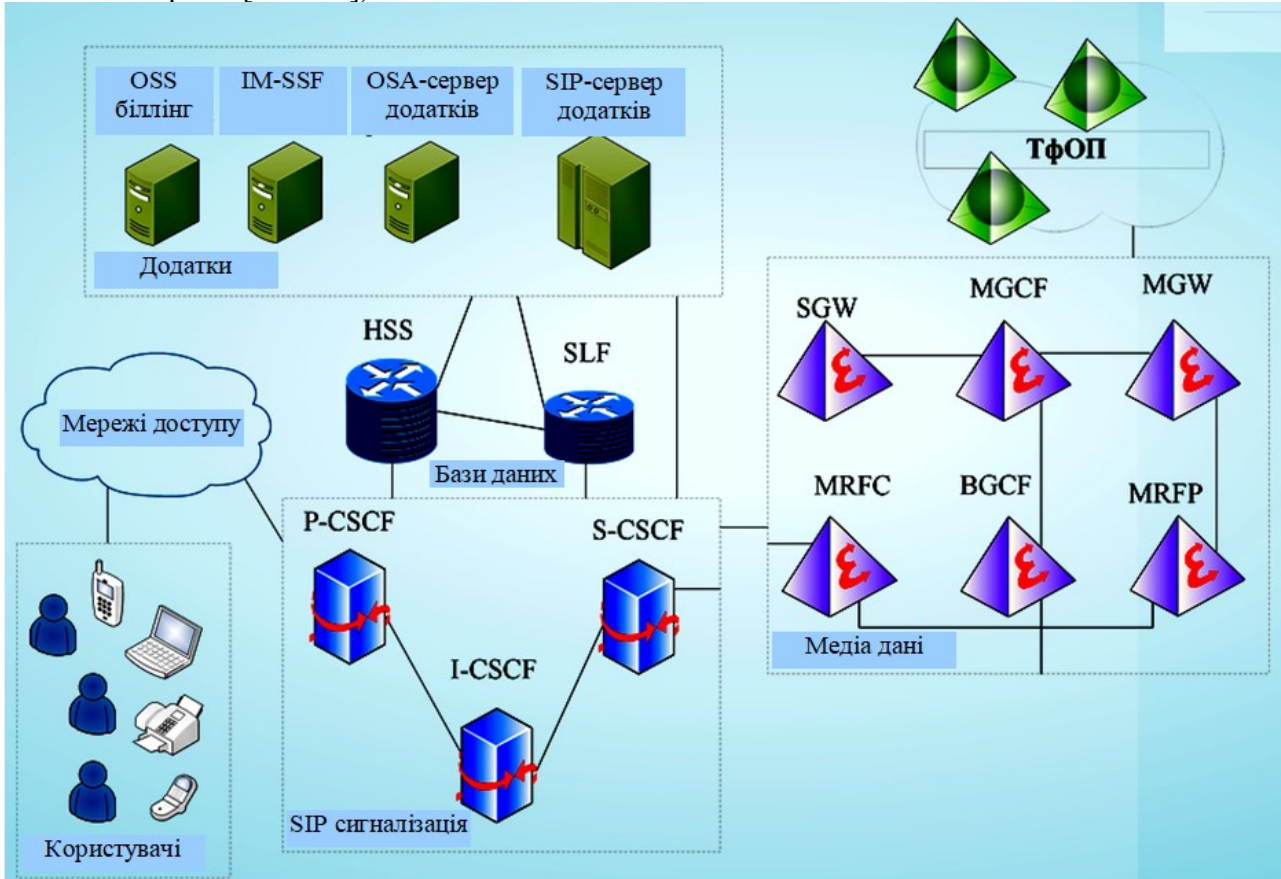 OSS
біллінг
IM-SSF
OSA-сервер
додатків
SIP-сервер
додатків
Додатки
ТфОП
HSS
SLF
Бази даних
Мережі доступу
SGW
MGCF
MGW
MRFC
BGCF
MRFP
Медіа дані
P-CSCF
S-CSCF
I-CSCF
SIP сигналізація
Користувачі